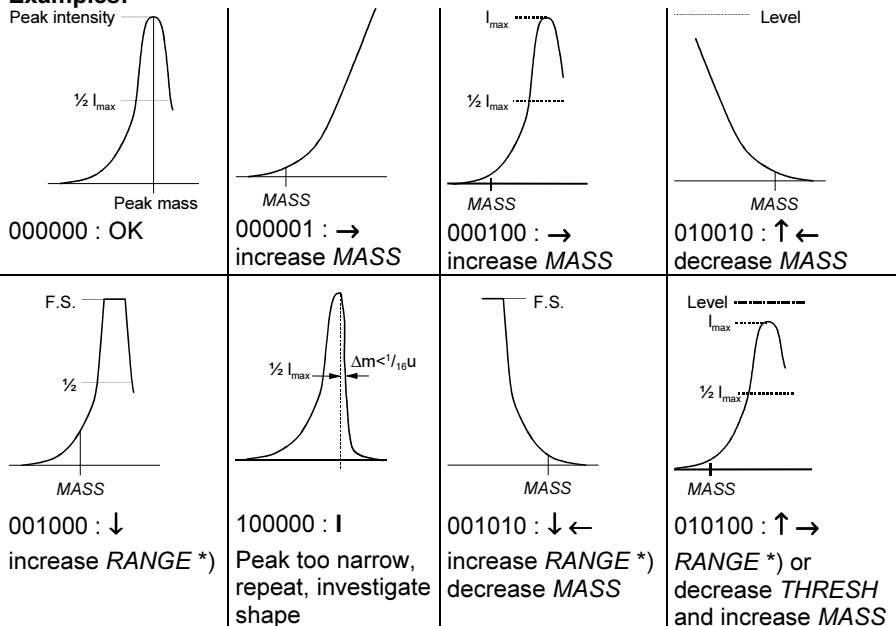 Examples:
Peak intensity
½ Imax
Peak mass
000000 : OK
MASS
000001 : →
increase MASS
Imax
½ Imax
MASS
000100 : →
increase MASS
Level
MASS
010010 : ↑ ←
decrease MASS
F.S.
½
MASS
001000 : ↓
increase RANGE *)
½ Imax
Δm<1/16u
100000 : I
Peak too narrow,
repeat, investigate
shape
F.S.
MASS
001010 : ↓ ←
increase RANGE *)
decrease MASS
Level
Imax
½ Imax
MASS
010100 : ↑ →
RANGE *) or
decrease THRESH
and increase MASS